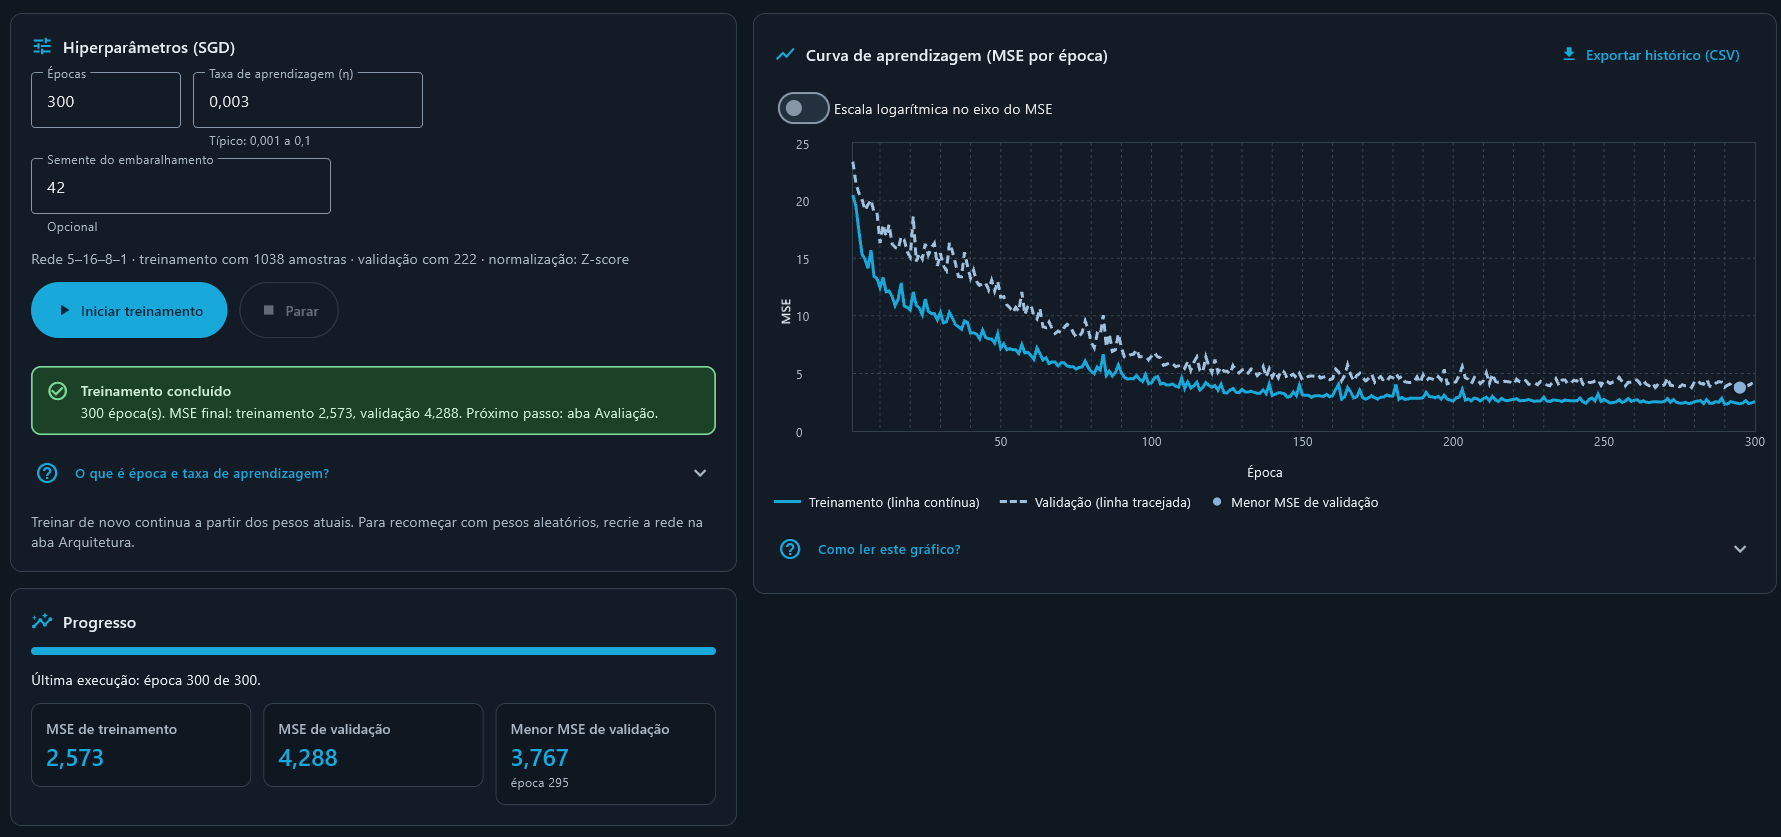 Hiperparâmetros (SGD)
Épocas
300
Taxa de aprendizagem (η)
0,003
Típico: 0,001 a 0,1
Semente do embaralhamento
42
Opcional
Rede 5–16–8–1 · treinamento com 1038 amostras · validação com 222 · normalização: Z-score
Iniciar treinamento
Parar
Treinamento concluído
300 época(s). MSE final: treinamento 2,573, validação 4,288. Próximo passo: aba Avaliação.
O que é época e taxa de aprendizagem?
Treinar de novo continua a partir dos pesos atuais. Para recomeçar com pesos aleatórios, recrie a rede na
aba Arquitetura.
Progresso
Última execução: época 300 de 300.
MSE de treinamento
2,573
MSE de validação
4,288
Menor MSE de validação
3,767
época 295
Curva de aprendizagem (MSE por época)
Exportar histórico (CSV)
Escala logarítmica no eixo do MSE
25
20
15
10
5
0
MSE
50
100
150
200
250
300
Época
Treinamento (linha contínua)
Validação (linha tracejada)
Menor MSE de validação
Como ler este gráfico?